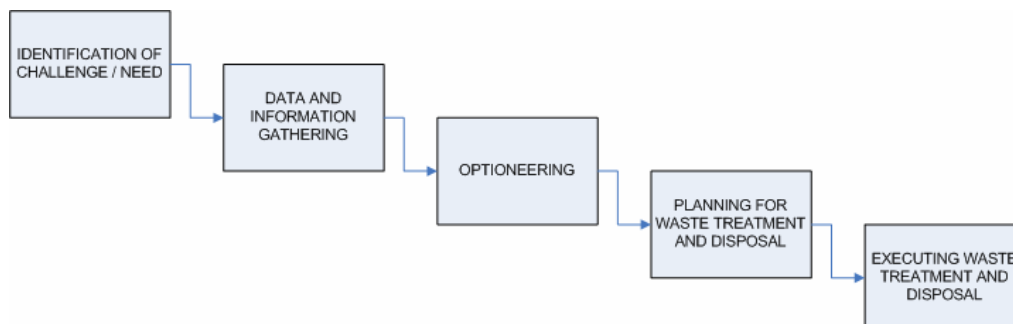 IDENTIFICATION OF
CHALLENGE / NEED
DATA AND
INFORMATION
GATHERING
OPTIONEERING
PLANNING FOR
WASTE TREATMENT
AND DISPOSAL
EXECUTING WASTE
TREATMENT AND
DISPOSAL